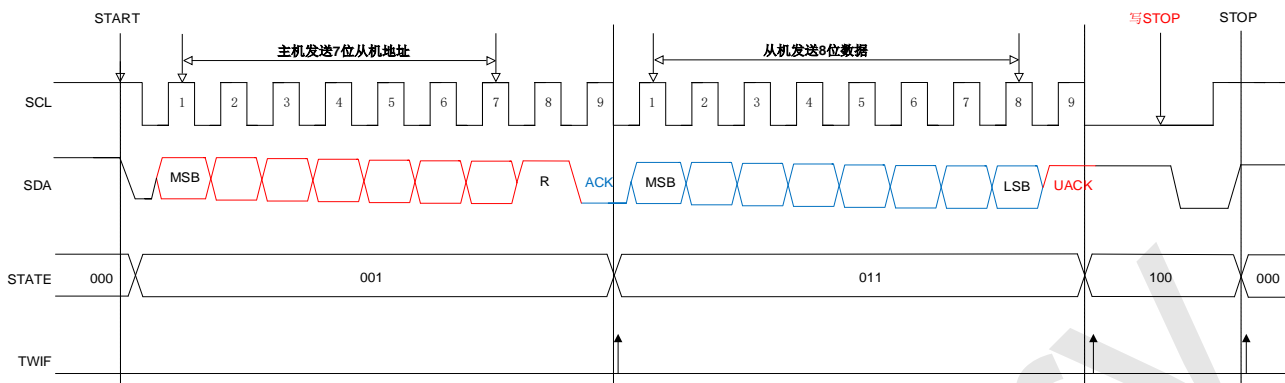 START
写STOP
STOP
主机发送7位从机地址
从机发送8位数据
SCL
1 2 3 4 5 6 7 8 9 1 2 3 4 5 6 7 8 9
SDA
MSB R ACK MSB LSB UACK
STATE 000 001 011 100 000
TWIF